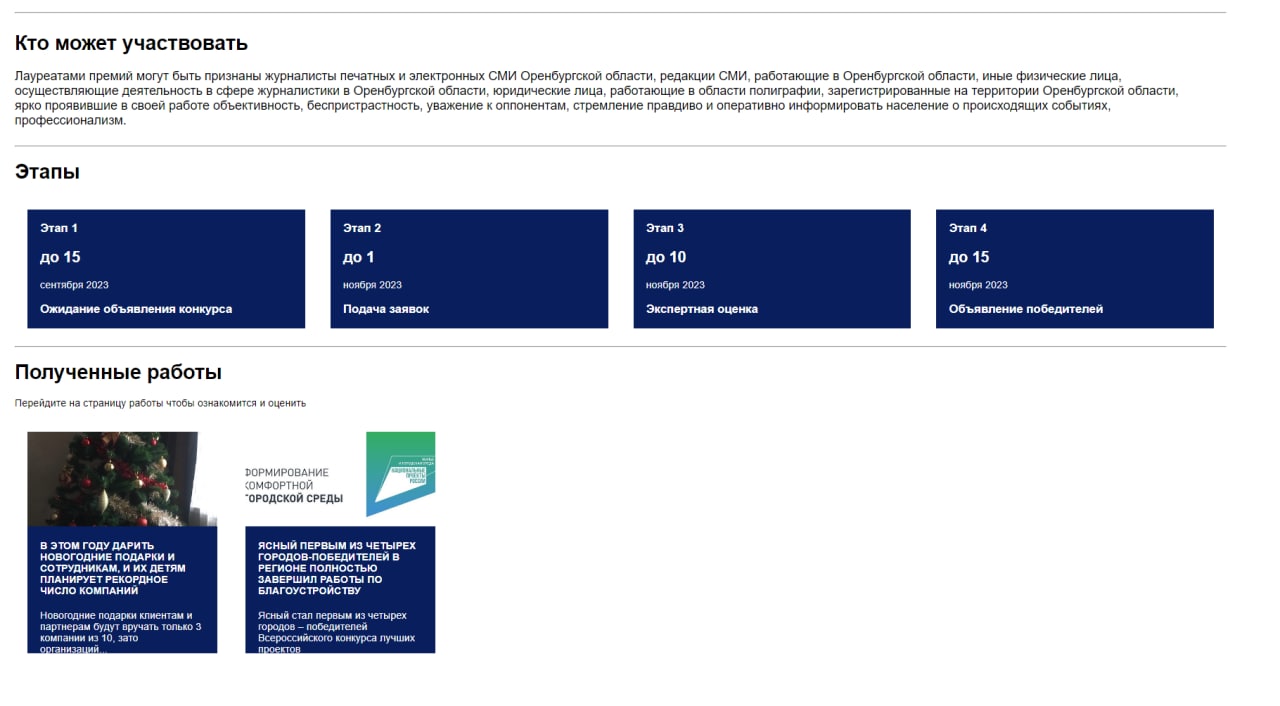 Кто может участвовать
Лауреатами премий могут быть признаны журналисты печатных и электронных СМИ Оренбургской области, редакции СМИ, работающие в Оренбургской области, иные физические лица,
осуществляющие деятельность в сфере журналистики в Оренбургской области, юридические лица, работающие в области полиграфии, зарегистрированные на территории Оренбургской области,
ярко проявившие в своей работе объективность, беспристрастность, уважение к оппонентам, стремление правдиво и оперативно информировать население о происходящих событиях,
профессионализм.
Этапы
Этап 1
до 15
сентября 2023
Ожидание объявления конкурса
Этап 2
до 1
ноября 2023
Подача заявок
Этап 3
до 10
ноября 2023
Экспертная оценка
Этап 4
до 15
ноября 2023
Объявление победителей
Полученные работы
Перейдите на страницу работы чтобы ознакомится и оценить
В ЭТОМ ГОДУ ДАРИТЬ
НОВОГОДНИЕ ПОДАРКИ И
СОТРУДНИКАМ, И ИХ ДЕТЯМ
ПЛАНИРУЕТ РЕКОРДНОЕ
ЧИСЛО КОМПАНИЙ
Новогодние подарки клиентам и
партнерам будут вручать только 3
компании из 10, зато
организаций...
ФОРМИРОВАНИЕ
КОМФОРТНОЙ
ГОРОДСКОЙ СРЕДЫ
НАЦИОНАЛЬНЫЕ
ПРОЕКТЫ
РОССИИ
ЯСНЫЙ ПЕРВЫМ ИЗ ЧЕТЫРЕХ
ГОРОДОВ-ПОБЕДИТЕЛЕЙ В
РЕГИОНЕ ПОЛНОСТЬЮ
ЗАВЕРШИЛ РАБОТЫ ПО
БЛАГОУСТРОЙСТВУ
Ясный стал первым из четырех
городов – победителей
Всероссийского конкурса лучших
проектов